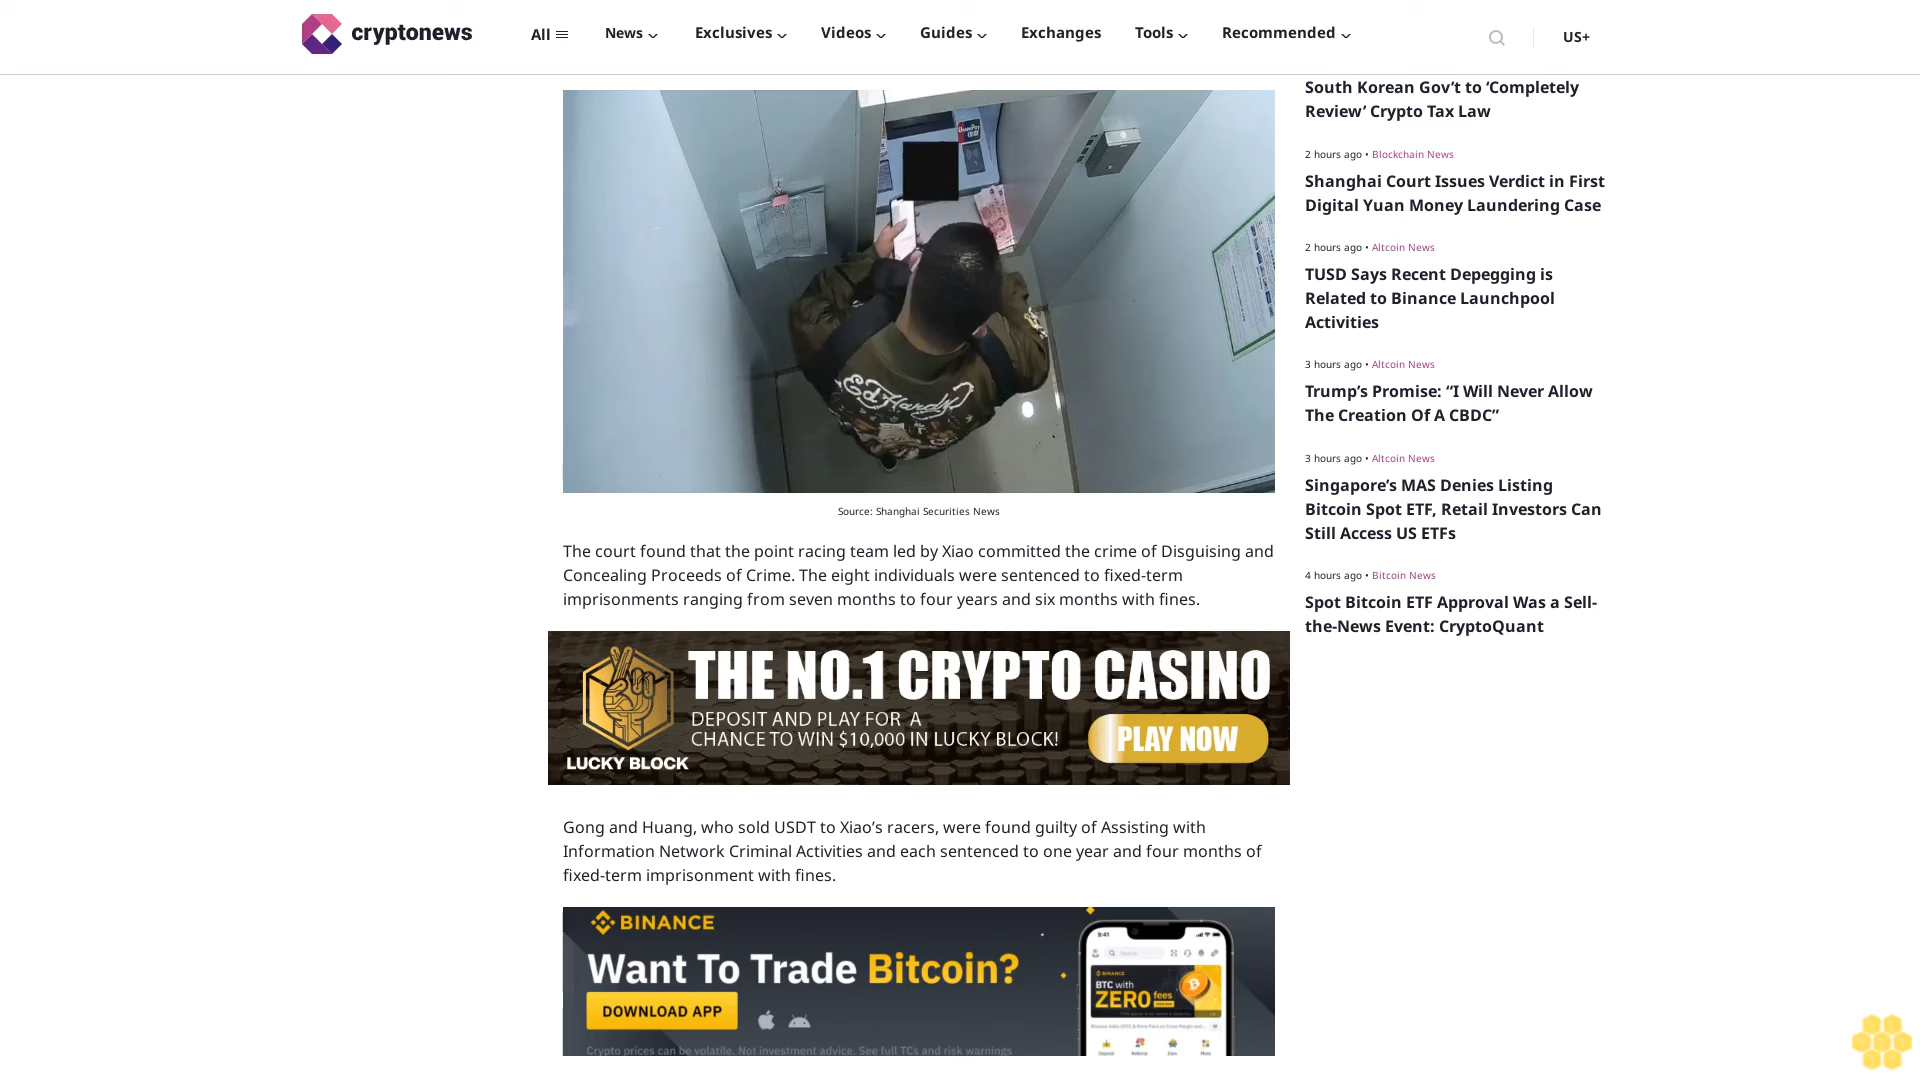 cryptonews
All
News
Exclusives
Videos
Guides
Exchanges
Tools
Recommended
US+
UnionPay
Ed Hardy
Source: Shanghai Securities News
The court found that the point racing team led by Xiao committed the crime of Disguising and
Concealing Proceeds of Crime. The eight individuals were sentenced to fixed-term
imprisonments ranging from seven months to four years and six months with fines.
THE NO.1 CRYPTO CASINO
DEPOSIT AND PLAY FOR A
CHANCE TO WIN $10,000 IN LUCKY BLOCK!
PLAY NOW
LUCKY BLOCK
Gong and Huang, who sold USDT to Xiao’s racers, were found guilty of Assisting with
Information Network Criminal Activities and each sentenced to one year and four months of
fixed-term imprisonment with fines.
BINANCE
Want To Trade Bitcoin?
DOWNLOAD APP
Crypto prices can be volatile. Not investment advice. See full TCs and risk warnings
9:41
Search
BINANCE
BTC with
ZERO fees
Deposit
Referral
Earn
More
South Korean Gov’t to ‘Completely
Review’ Crypto Tax Law
2 hours ago • Blockchain News
Shanghai Court Issues Verdict in First
Digital Yuan Money Laundering Case
2 hours ago • Altcoin News
TUSD Says Recent Depegging is
Related to Binance Launchpool
Activities
3 hours ago • Altcoin News
Trump’s Promise: “I Will Never Allow
The Creation Of A CBDC”
3 hours ago • Altcoin News
Singapore’s MAS Denies Listing
Bitcoin Spot ETF, Retail Investors Can
Still Access US ETFs
4 hours ago • Bitcoin News
Spot Bitcoin ETF Approval Was a Sell-
the-News Event: CryptoQuant